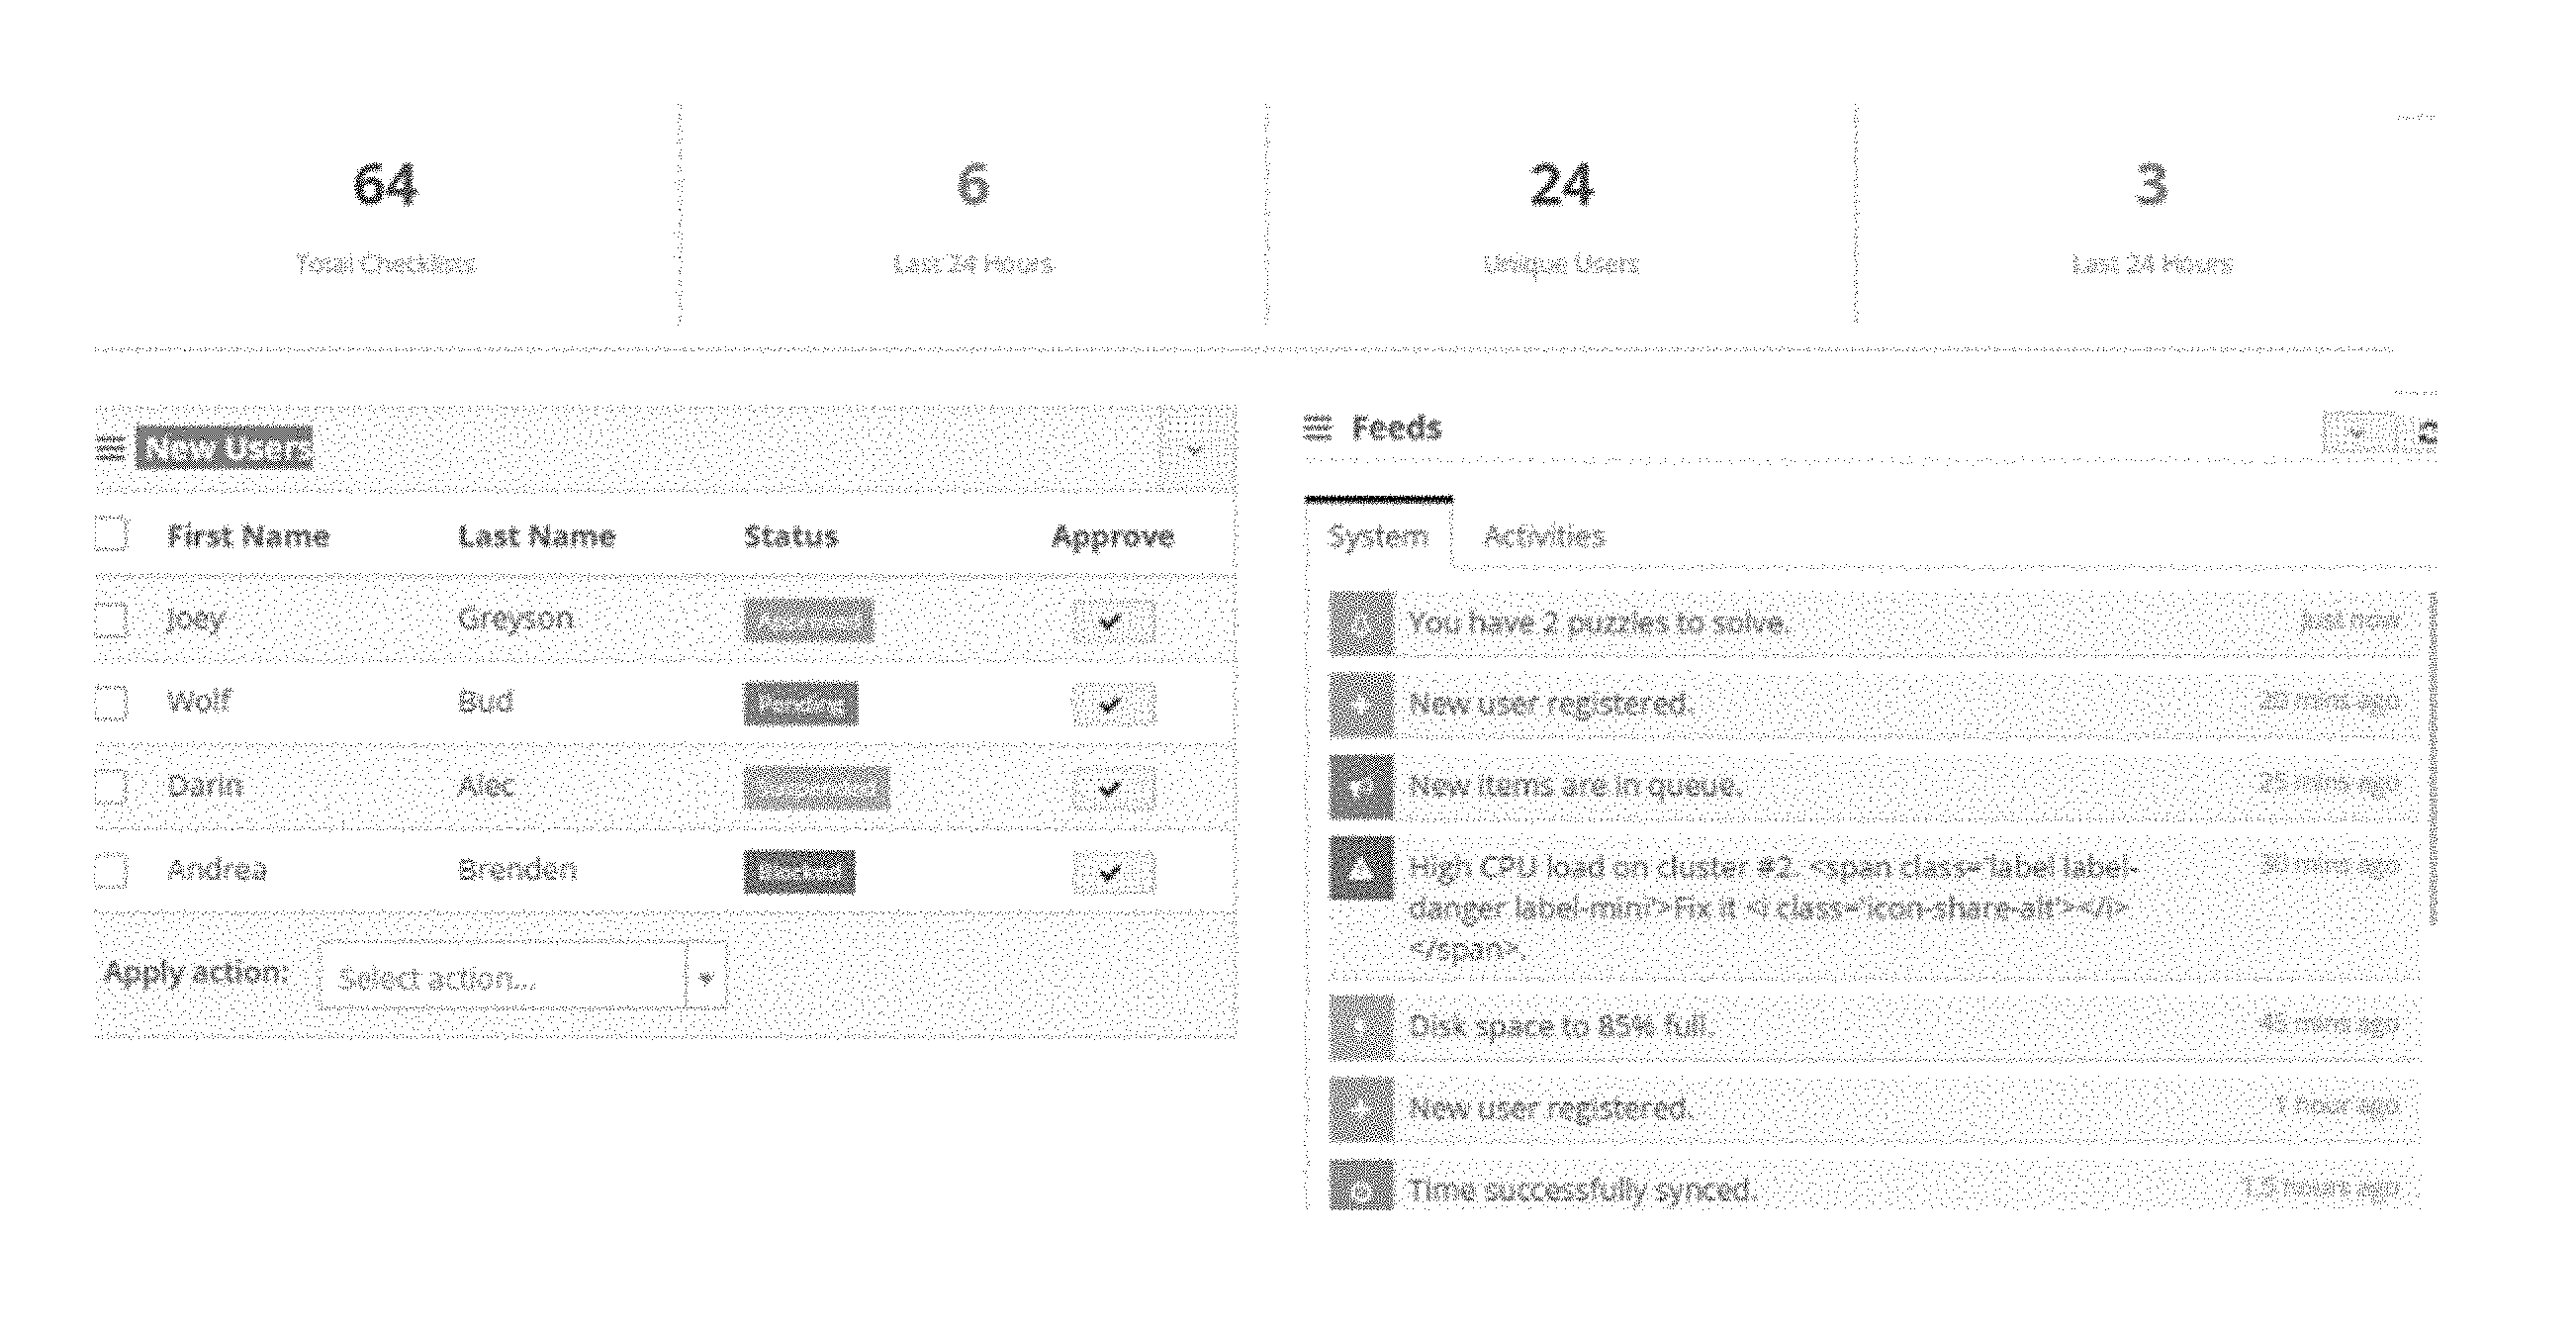 64
6
24
3
Total Checklists
Last 24 Hours
Unique Users
Last 24 Hours
New Users
First Name Last Name Status Approve
Joey Greyson
Wolf Bud Pending
Darin Alec
Andrea Brenden Blocked
Apply action: Select action...
Feeds
System Activities
You have 2 puzzles to solve. Just now
New user registered. 20 mins ago
New items are in queue. 25 mins ago
High CPU load on cluster #2. <span class='label label- 30 mins ago
danger label-mini'>Fix it <i class='icon-share-alt'></i>
</span>.
Disk space to 85% full. 45 mins ago
New user registered. 1 hour ago
Time successfully synced. 1.5 hours ago